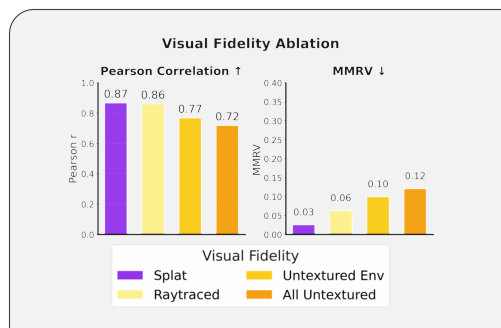 Visual Fidelity Ablation
Pearson Correlation ↑
MMRV ↓
1.0
0.8
0.6
0.4
0.2
0.0
Pearson r
0.87
0.86
0.77
0.72
0.40
0.35
0.30
0.25
0.20
0.15
0.10
0.05
0.00
MMRV
0.03
0.06
0.10
0.12
Visual Fidelity
Splat
Untextured Env
Raytraced
All Untextured